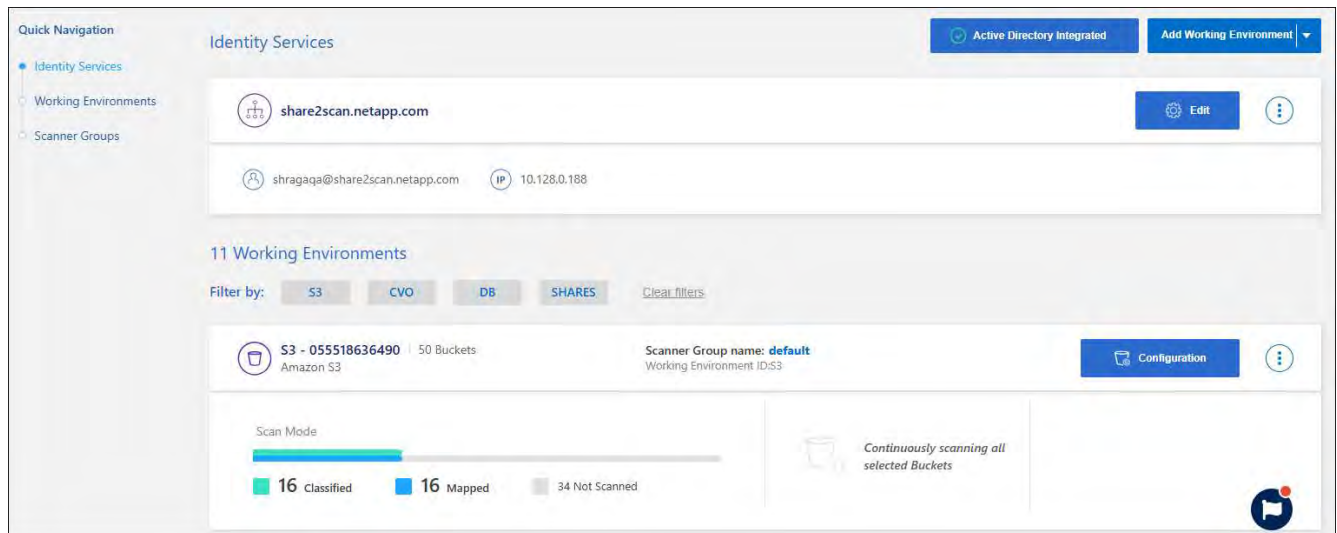 Quick Navigation
Identity Services
Working Environments
Scanner Groups
Identity Services
Active Directory Integrated
Add Working Environment
share2scan.netapp.com
Edit
shragaqa@share2scan.netapp.com
IP
10.128.0.188
11 Working Environments
Filter by:
S3
CVO
DB
SHARES
Clear filters
S3 - 055518636490
50 Buckets
Amazon S3
Scanner Group name: default
Working Environment ID:S3
Configuration
Scan Mode
16 Classified
16 Mapped
34 Not Scanned
Continuously scanning all
selected Buckets